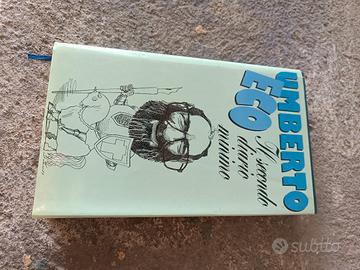 UMBERTO
ECO
Il secondo
diario
minimo
subito